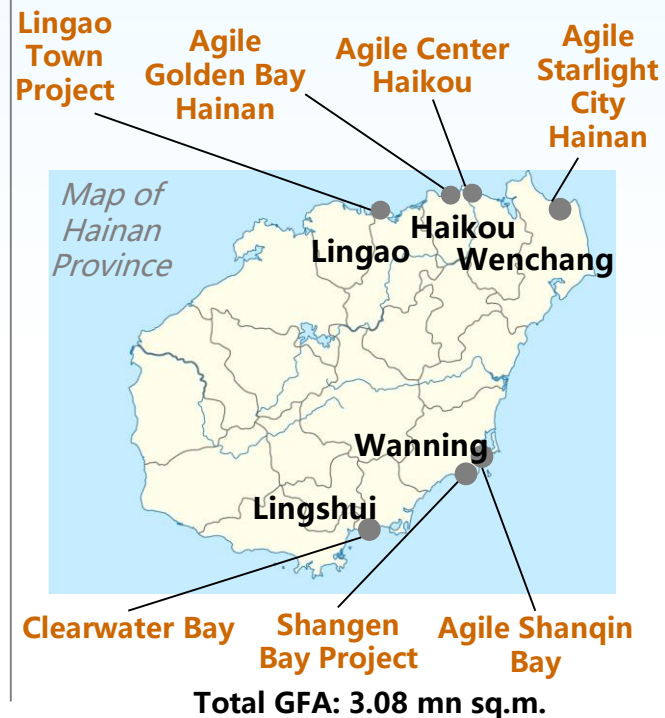 Lingao
Town
Project
Agile
Golden Bay
Hainan
Agile Center
Haikou
Agile
Starlight
City
Hainan
Map of
Hainan
Province
Lingao
Haikou
Wenchang
Wanning
Lingshui
Clearwater Bay
Shangen
Bay Project
Agile Shanqin
Bay
Total GFA: 3.08 mn sq.m.